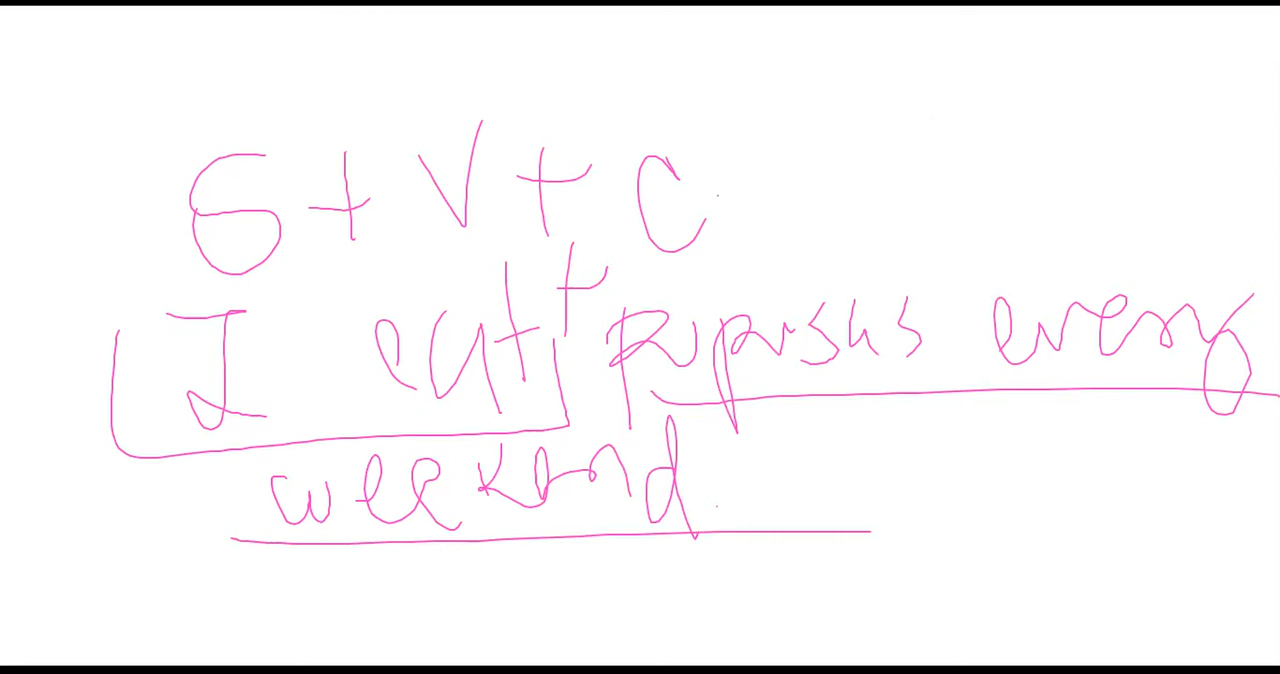 S + V + C
I eat + pupusas every
weekend